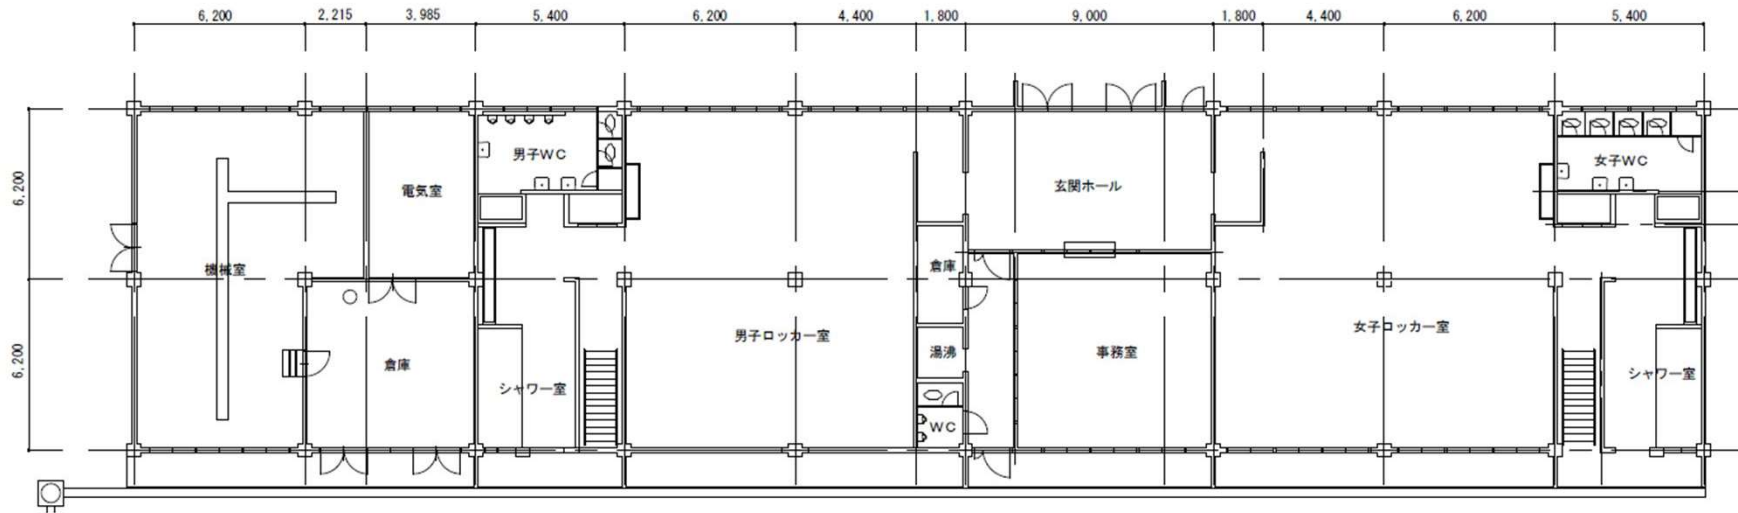 6,200
2,215
3,985
5,400
6,200
4,400
1,800
9,000
1,800
4,400
6,200
5,400
6,200
6,200
男子WC
女子WC
電気室
玄関ホール
機械室
倉庫
男子ロッカー室
女子ロッカー室
湯沸
事務室
倉庫
シャワー室
シャワー室
WC